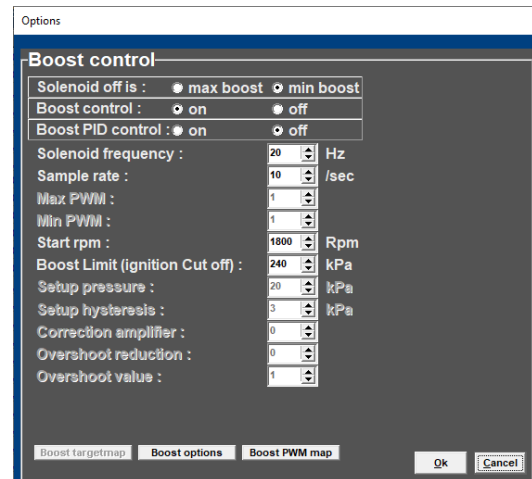 Options
Boost control
Solenoid off is : max boost min boost
Boost control : on off
Boost PID control : on off
Solenoid frequency : 20 Hz
Sample rate : 10 /sec
Max PWM : 1
Min PWM : 1
Start rpm : 1800 Rpm
Boost Limit (ignition Cut off) : 240 kPa
Setup pressure : 20 kPa
Setup hysteresis : 3 kPa
Correction amplifier : 0
Overshoot reduction : 0
Overshoot value : 1
Boost targetmap Boost options Boost PWM map Ok Cancel